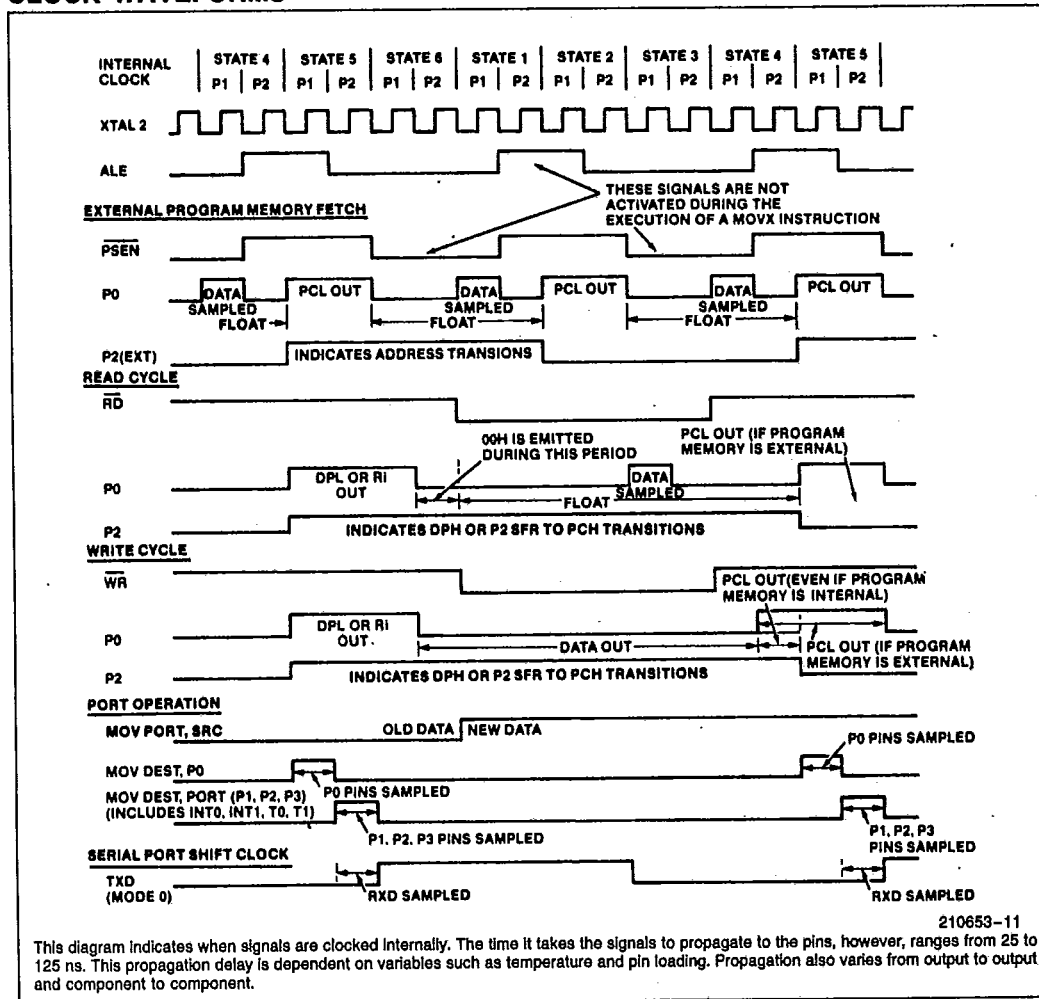 INTERNAL CLOCK
STATE 4 STATE 5 STATE 6 STATE 1 STATE 2 STATE 3 STATE 4 STATE 5
P1 P2 P1 P2 P1 P2 P1 P2 P1 P2 P1 P2 P1 P2 P1 P2
XTAL 2
ALE
THESE SIGNALS ARE NOT
ACTIVATED DURING THE
EXECUTION OF A MOVX INSTRUCTION
EXTERNAL PROGRAM MEMORY FETCH
PSEN
P0
DATA SAMPLED
PCL OUT
DATA SAMPLED
PCL OUT
DATA SAMPLED
PCL OUT
FLOAT
FLOAT
FLOAT
P2(EXT)
INDICATES ADDRESS TRANSIONS
READ CYCLE
RD
00H IS EMITTED
DURING THIS PERIOD
PCL OUT (IF PROGRAM
MEMORY IS EXTERNAL)
P0
DPL OR RI
OUT
DATA
SAMPLED
FLOAT
P2
INDICATES DPH OR P2 SFR TO PCH TRANSITIONS
WRITE CYCLE
WR
PCL OUT(EVEN IF PROGRAM
MEMORY IS INTERNAL)
P0
DPL OR RI
OUT.
DATA OUT
PCL OUT (IF PROGRAM
MEMORY IS EXTERNAL)
P2
INDICATES DPH OR P2 SFR TO PCH TRANSITIONS
PORT OPERATION
MOV PORT, SRC
OLD DATA NEW DATA
P0 PINS SAMPLED
MOV DEST, P0
P0 PINS SAMPLED
MOV DEST, PORT (P1, P2, P3)
(INCLUDES INT0, INT1, T0, T1)
P1, P2, P3 PINS SAMPLED
P1, P2, P3
PINS SAMPLED
SERIAL PORT SHIFT CLOCK
TXD
(MODE 0)
RXD SAMPLED
RXD SAMPLED
210653-11
This diagram indicates when signals are clocked internally. The time it takes the signals to propagate to the pins, however, ranges from 25 to
125 ns. This propagation delay is dependent on variables such as temperature and pin loading. Propagation also varies from output to output
and component to component.